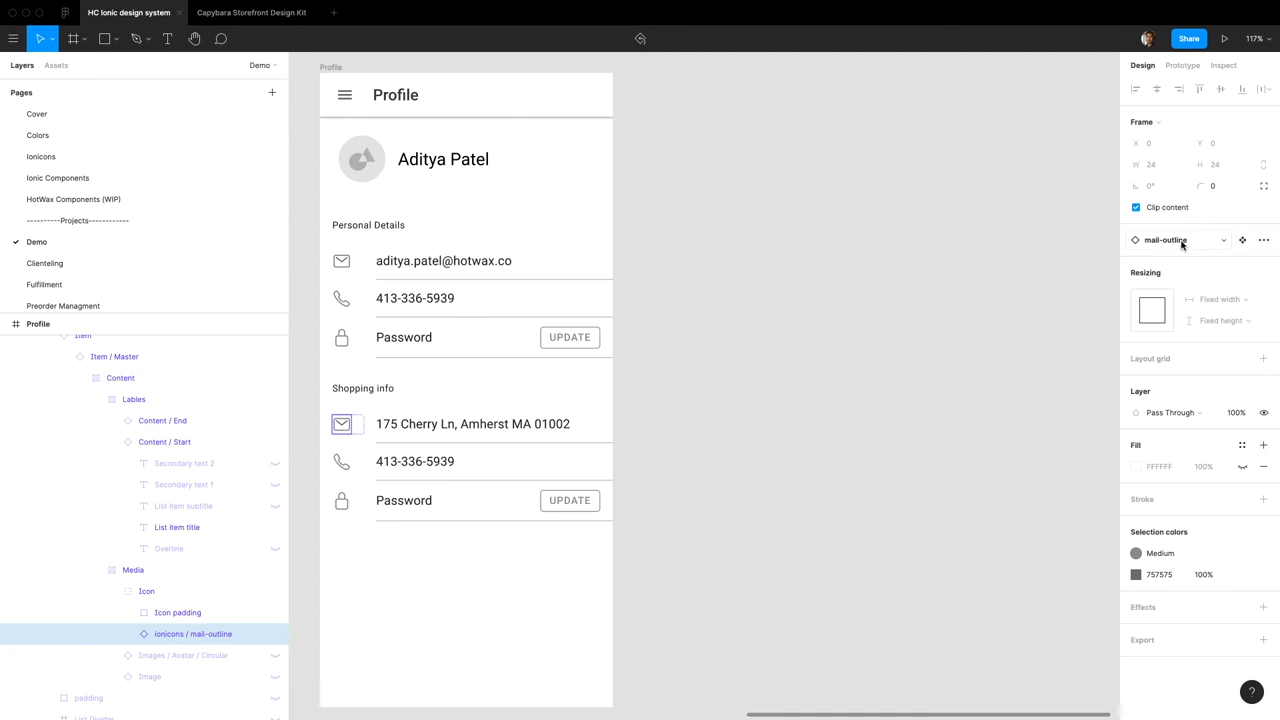 HC Ionic design system
Capybara Storefront Design Kit
Share
117%
Layers
Assets
Demo
Pages
Cover
Colors
Ionicons
Ionic Components
HotWax Components (WIP)
----------Projects------------
Demo
Clienteling
Fulfillment
Preorder Managment
Profile
Item
Item / Master
Content
Lables
Content / End
Content / Start
Secondary text 2
Secondary text 1
List item subtitle
List item title
Overline
Media
Icon
Icon padding
ionicons / mail-outline
Images / Avatar / Circular
Image
padding
List Divider
Profile
Profile
Aditya Patel
Personal Details
aditya.patel@hotwax.co
413-336-5939
Password
UPDATE
Shopping info
175 Cherry Ln, Amherst MA 01002
413-336-5939
Password
UPDATE
Design
Prototype
Inspect
Frame
X 0
Y 0
W 24
H 24
0°
0
Clip content
mail-outline
Resizing
Fixed width
Fixed height
Layout grid
Layer
Pass Through
100%
Fill
FFFFFF
100%
Stroke
Selection colors
Medium
757575
100%
Effects
Export
?